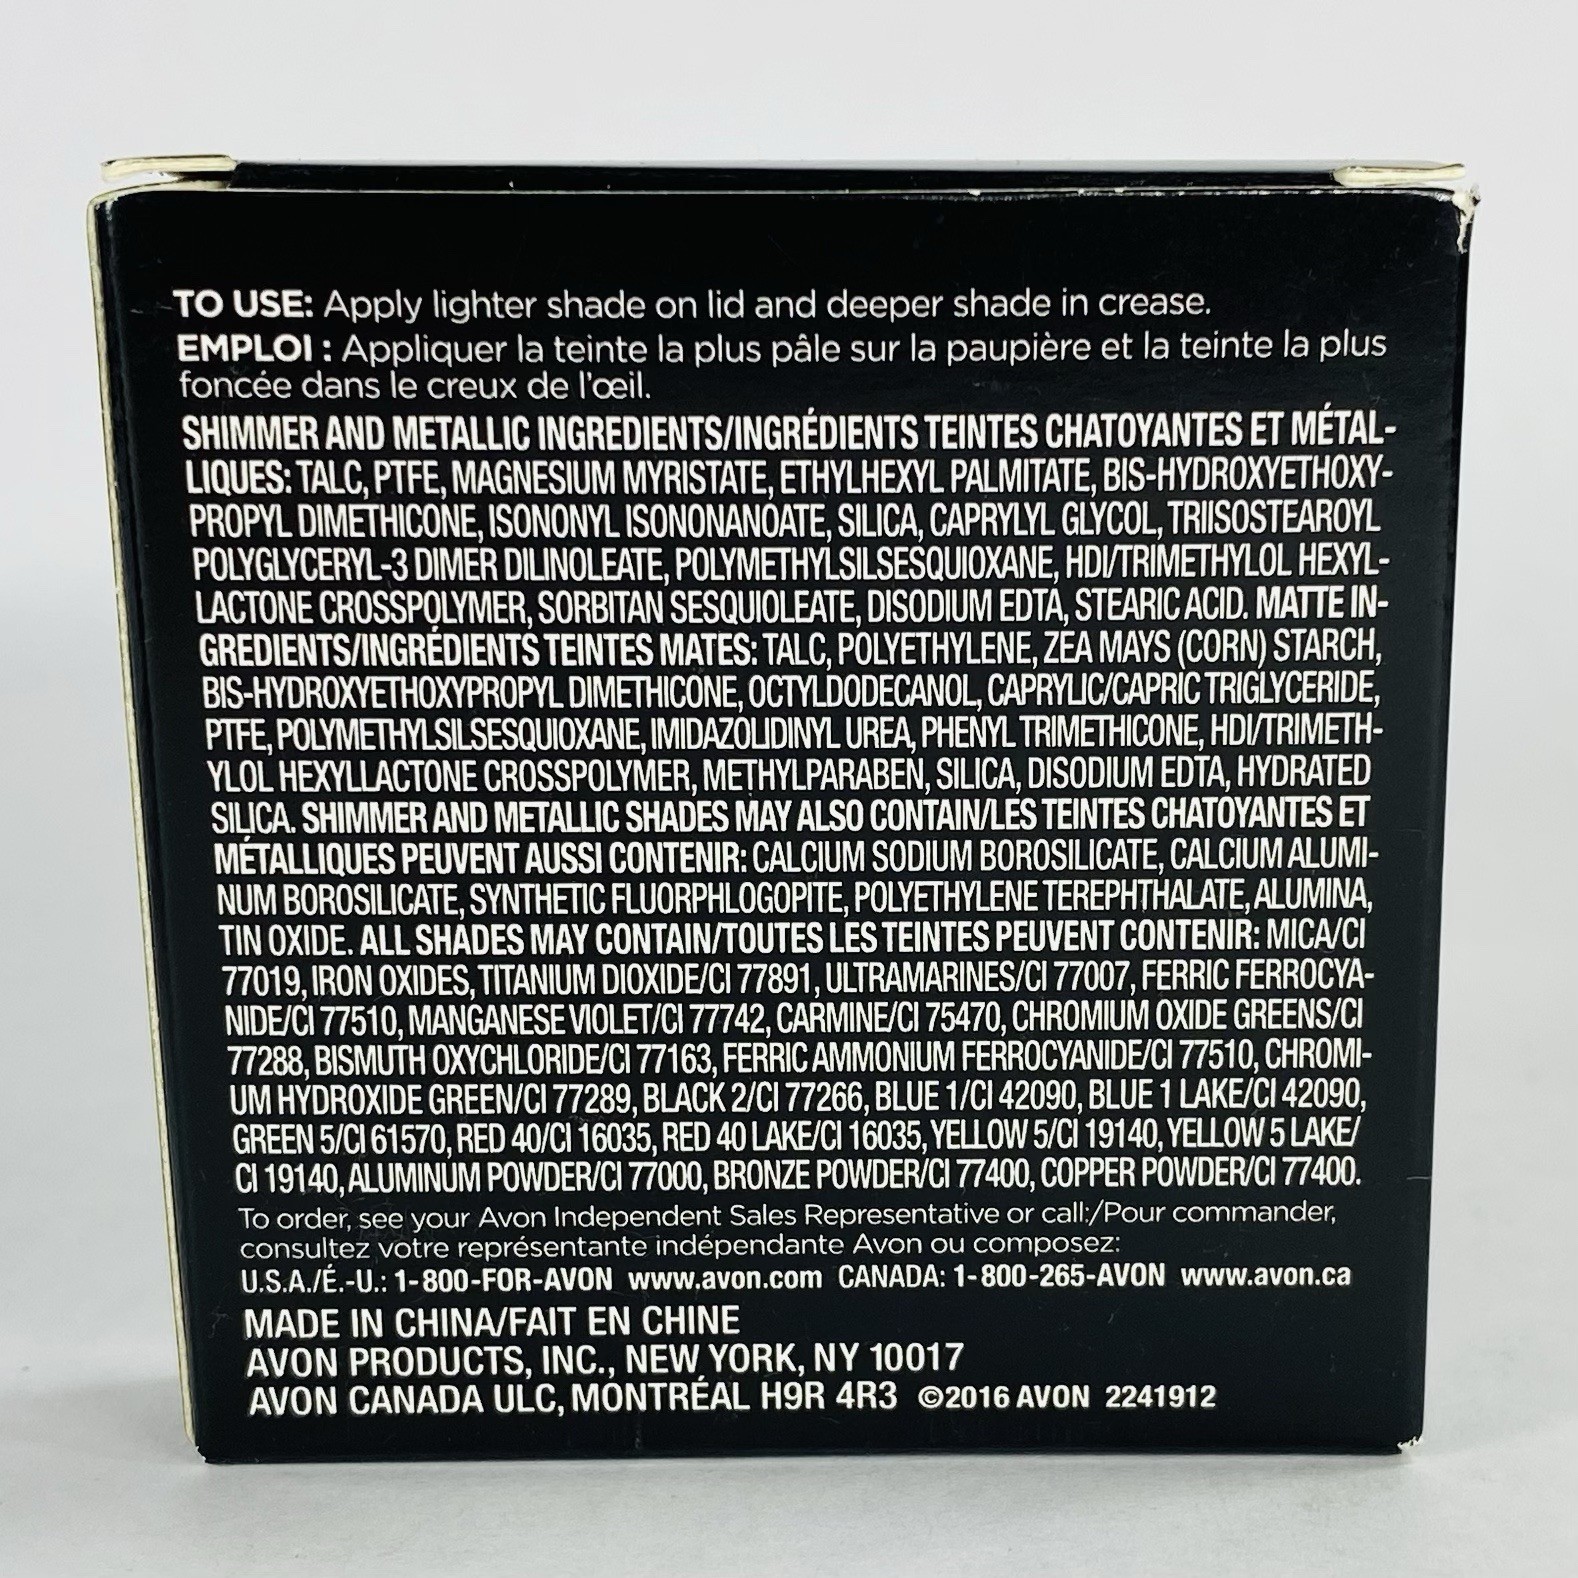 TO USE: Apply lighter shade on lid and deeper shade in crease.
EMPLOI : Appliquer la teinte la plus pâle sur la paupière et la teinte la plus
foncée dans le creux de l'œil.
SHIMMER AND METALLIC INGREDIENTS/INGRÉDIENTS TEINTES CHATOYANTES ET MÉTAL-
LIQUES: TALC, PTFE, MAGNESIUM MYRISTATE, ETHYLHEXYL PALMITATE, BIS-HYDROXYETHOXY-
PROPYL DIMETHICONE, ISONONYL ISONONANOATE, SILICA, CAPRYLYL GLYCOL, TRIISOSTEAROYL
POLYGLYCERYL-3 DIMER DILINOLEATE, POLYMETHYLSILSESQUIOXANE, HDI/TRIMETHYLOL HEXYL-
LACTONE CROSSPOLYMER, SORBITAN SESQUIOLEATE, DISODIUM EDTA, STEARIC ACID. MATTE IN-
GREDIENTS/INGRÉDIENTS TEINTES MATES: TALC, POLYETHYLENE, ZEA MAYS (CORN) STARCH,
BIS-HYDROXYETHOXYPROPYL DIMETHICONE, OCTYLDODECANOL, CAPRYLIC/CAPRIC TRIGLYCERIDE,
PTFE, POLYMETHYLSILSESQUIOXANE, IMIDAZOLIDINYL UREA, PHENYL TRIMETHICONE, HDI/TRIMETH-
YLOL HEXYLLACTONE CROSSPOLYMER, METHYLPARABEN, SILICA, DISODIUM EDTA, HYDRATED
SILICA. SHIMMER AND METALLIC SHADES MAY ALSO CONTAIN/LES TEINTES CHATOYANTES ET
MÉTALLIQUES PEUVENT AUSSI CONTENIR: CALCIUM SODIUM BOROSILICATE, CALCIUM ALUMI-
NUM BOROSILICATE, SYNTHETIC FLUORPHLOGOPITE, POLYETHYLENE TEREPHTHALATE, ALUMINA,
TIN OXIDE. ALL SHADES MAY CONTAIN/TOUTES LES TEINTES PEUVENT CONTENIR: MICA/CI
77019, IRON OXIDES, TITANIUM DIOXIDE/CI 77891, ULTRAMARINES/CI 77007, FERRIC FERROCYA-
NIDE/CI 77510, MANGANESE VIOLET/CI 77742, CARMINE/CI 75470, CHROMIUM OXIDE GREENS/CI
77288, BISMUTH OXYCHLORIDE/CI 77163, FERRIC AMMONIUM FERROCYANIDE/CI 77510, CHROMI-
UM HYDROXIDE GREEN/CI 77289, BLACK 2/CI 77266, BLUE 1/CI 42090, BLUE 1 LAKE/CI 42090,
GREEN 5/CI 61570, RED 40/CI 16035, RED 40 LAKE/CI 16035, YELLOW 5/CI 19140, YELLOW 5 LAKE/
CI 19140, ALUMINUM POWDER/CI 77000, BRONZE POWDER/CI 77400, COPPER POWDER/CI 77400.
To order, see your Avon Independent Sales Representative or call:/Pour commander,
consultez votre représentante indépendante Avon ou composez:
U.S.A./É.-U.: 1-800-FOR-AVON www.avon.com CANADA: 1-800-265-AVON www.avon.ca
MADE IN CHINA/FAIT EN CHINE
AVON PRODUCTS, INC., NEW YORK, NY 10017
AVON CANADA ULC, MONTRÉAL H9R 4R3 ©2016 AVON 2241912